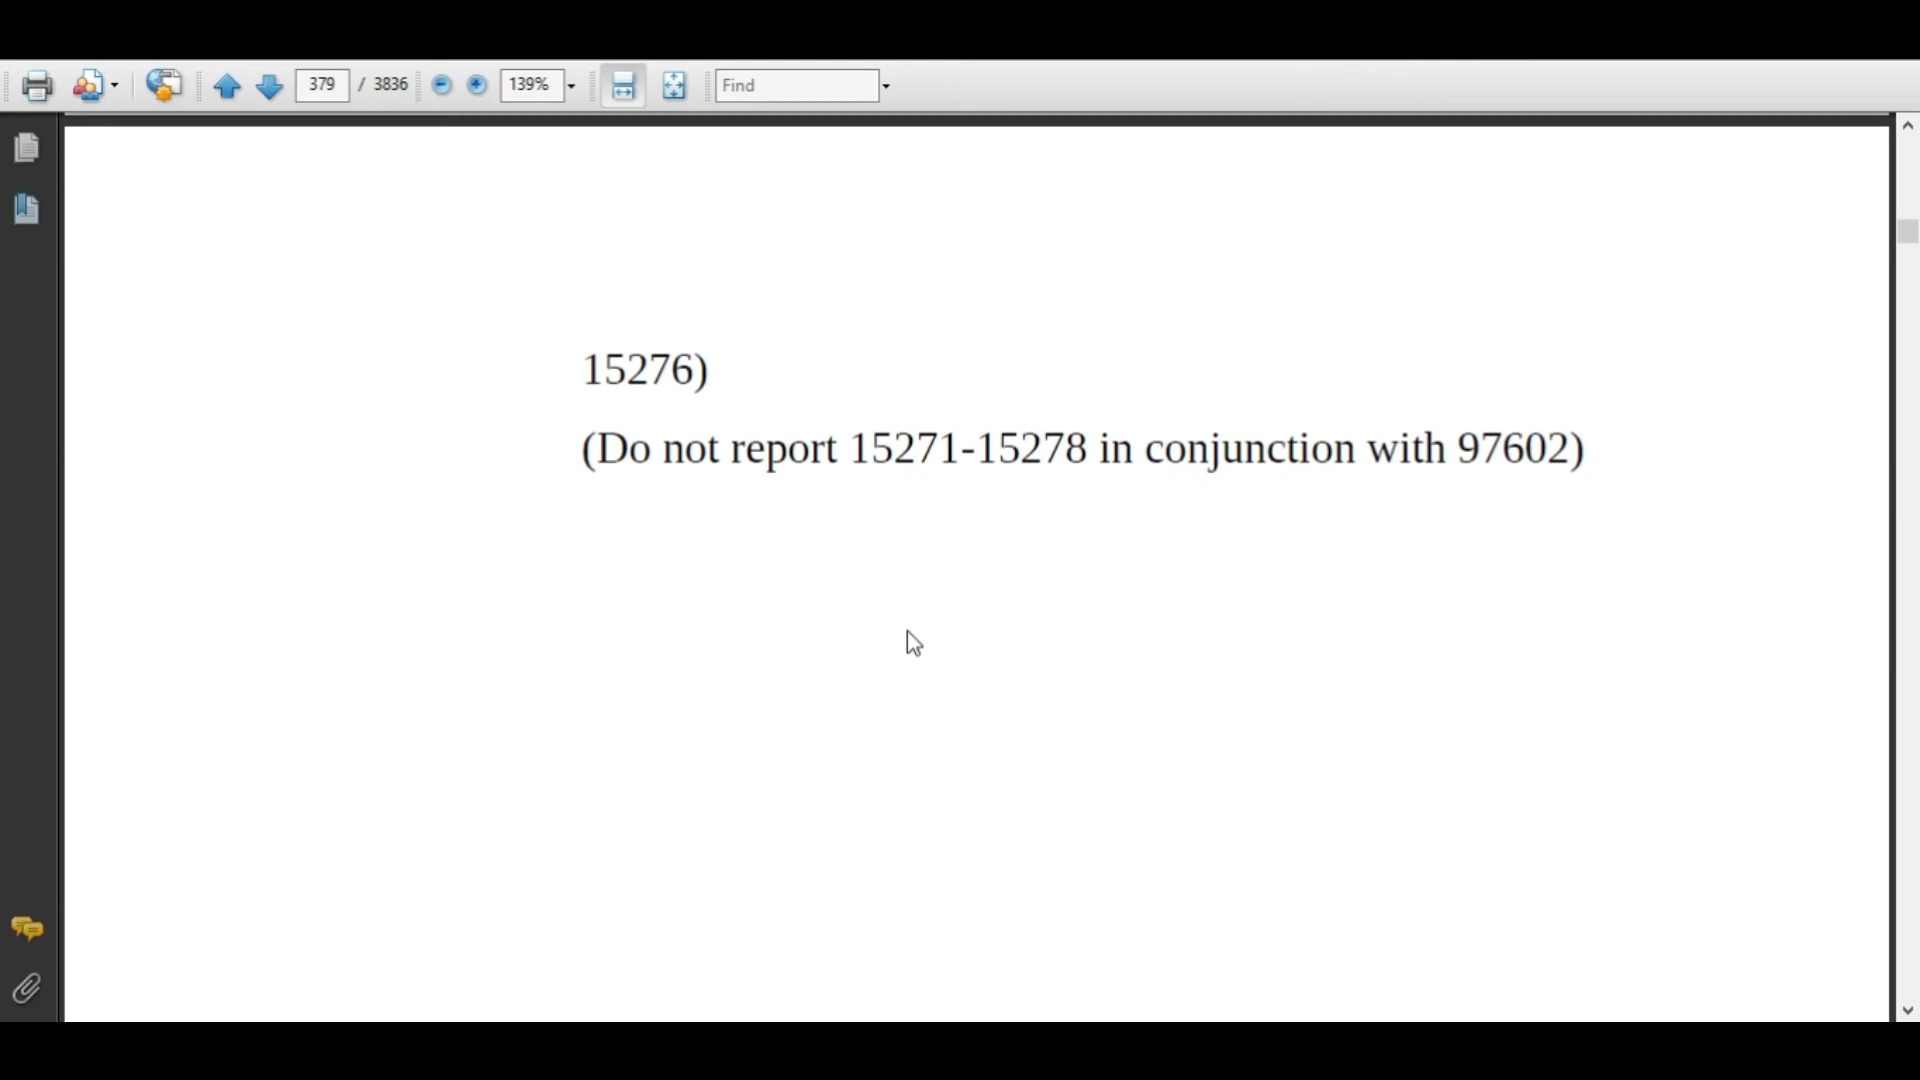 379 / 3836 139% Find
15276)
(Do not report 15271-15278 in conjunction with 97602)